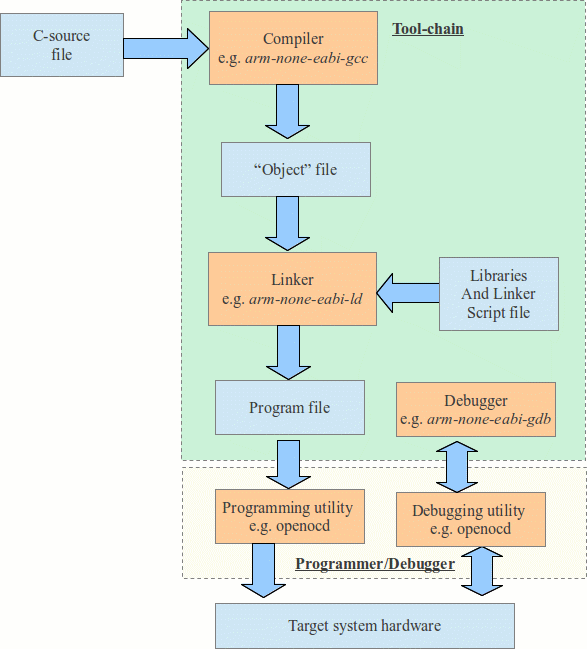 C-source
file
Compiler
e.g. arm-none-eabi-gcc
Tool-chain
“Object” file
Linker
e.g. arm-none-eabi-ld
Libraries
And Linker
Script file
Program file
Debugger
e.g. arm-none-eabi-gdb
Programming utility
e.g. openocd
Debugging utility
e.g. openocd
Programmer/Debugger
Target system hardware